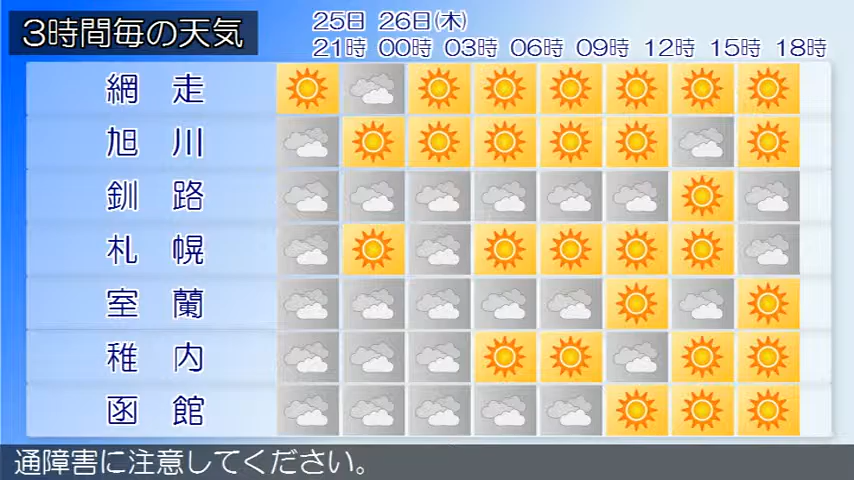 3時間毎の天気
25日 26日(木)
21時 00時 03時 06時 09時 12時 15時 18時
網 走
旭 川
釧 路
札 幌
室 蘭
稚 内
函 館
通障害に注意してください。